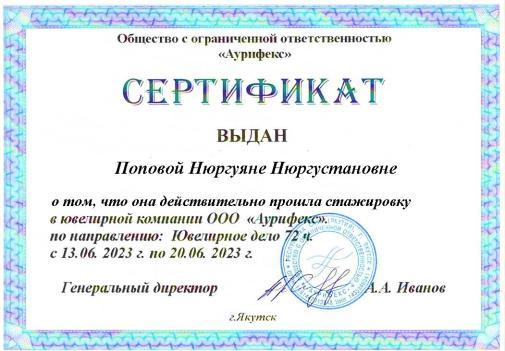 Общество с ограниченной ответственностью
«Аурифекс»
СЕРТИФИКАТ
ВЫДАН
Поповой Нюргуяне Нюргустановне
о том, что она действительно прошла стажировку
в ювелирной компании ООО «Аурифекс».
по направлению: Ювелирное дело 72 ч.
с 13.06. 2023 г. по 20.06. 2023 г.
Генеральный директор А.А. Иванов
г.Якутск